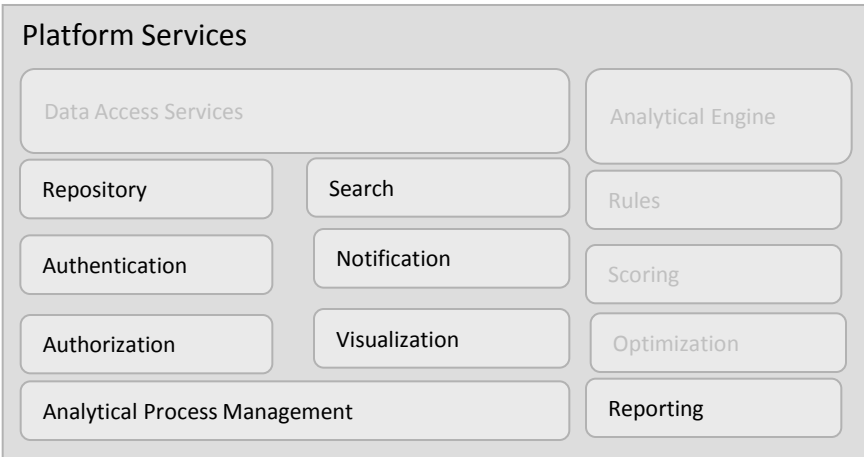 Platform Services
Data Access Services
Analytical Engine
Repository
Search
Rules
Authentication
Notification
Scoring
Authorization
Visualization
Optimization
Analytical Process Management
Reporting